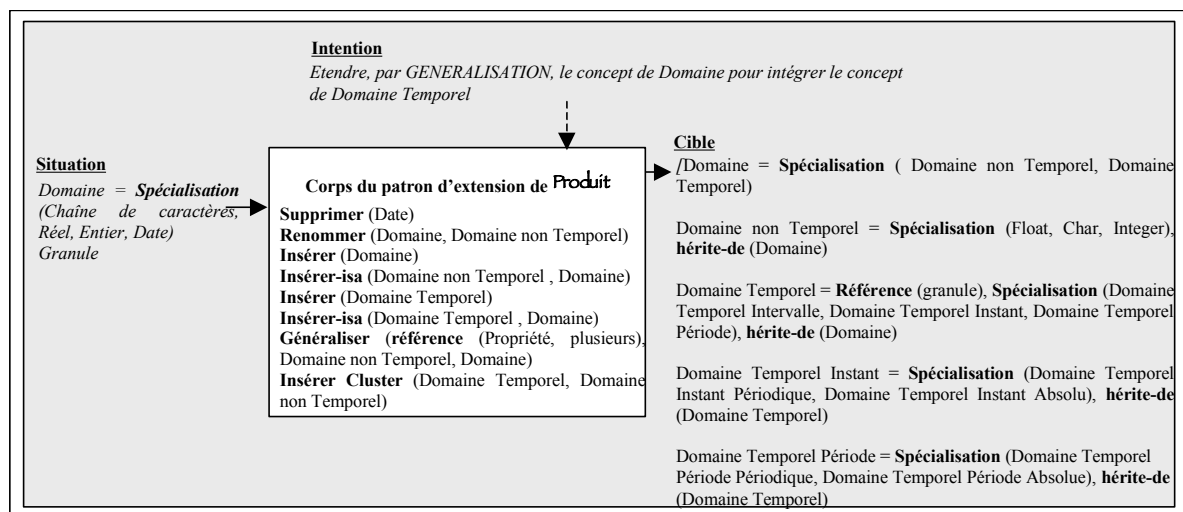 Intention
Etendre, par GENERALISATION, le concept de Domaine pour intégrer le concept
de Domaine Temporel
Situation
Domaine = Spécialisation
(Chaîne de caractères,
Réel, Entier, Date)
Granule
Corps du patron d'extension de Produit
Supprimer (Date)
Renommer (Domaine, Domaine non Temporel)
Insérer (Domaine)
Insérer-isa (Domaine non Temporel , Domaine)
Insérer (Domaine Temporel)
Insérer-isa (Domaine Temporel , Domaine)
Généraliser (référence (Propriété, plusieurs),
Domaine non Temporel, Domaine)
Insérer Cluster (Domaine Temporel, Domaine
non Temporel)
Cible
[Domaine = Spécialisation ( Domaine non Temporel, Domaine
Temporel)
Domaine non Temporel = Spécialisation (Float, Char, Integer),
hérite-de (Domaine)
Domaine Temporel = Référence (granule), Spécialisation (Domaine
Temporel Intervalle, Domaine Temporel Instant, Domaine Temporel
Période), hérite-de (Domaine)
Domaine Temporel Instant = Spécialisation (Domaine Temporel
Instant Périodique, Domaine Temporel Instant Absolu), hérite-de
(Domaine Temporel)
Domaine Temporel Période = Spécialisation (Domaine Temporel
Période Périodique, Domaine Temporel Période Absolue), hérite-de
(Domaine Temporel)